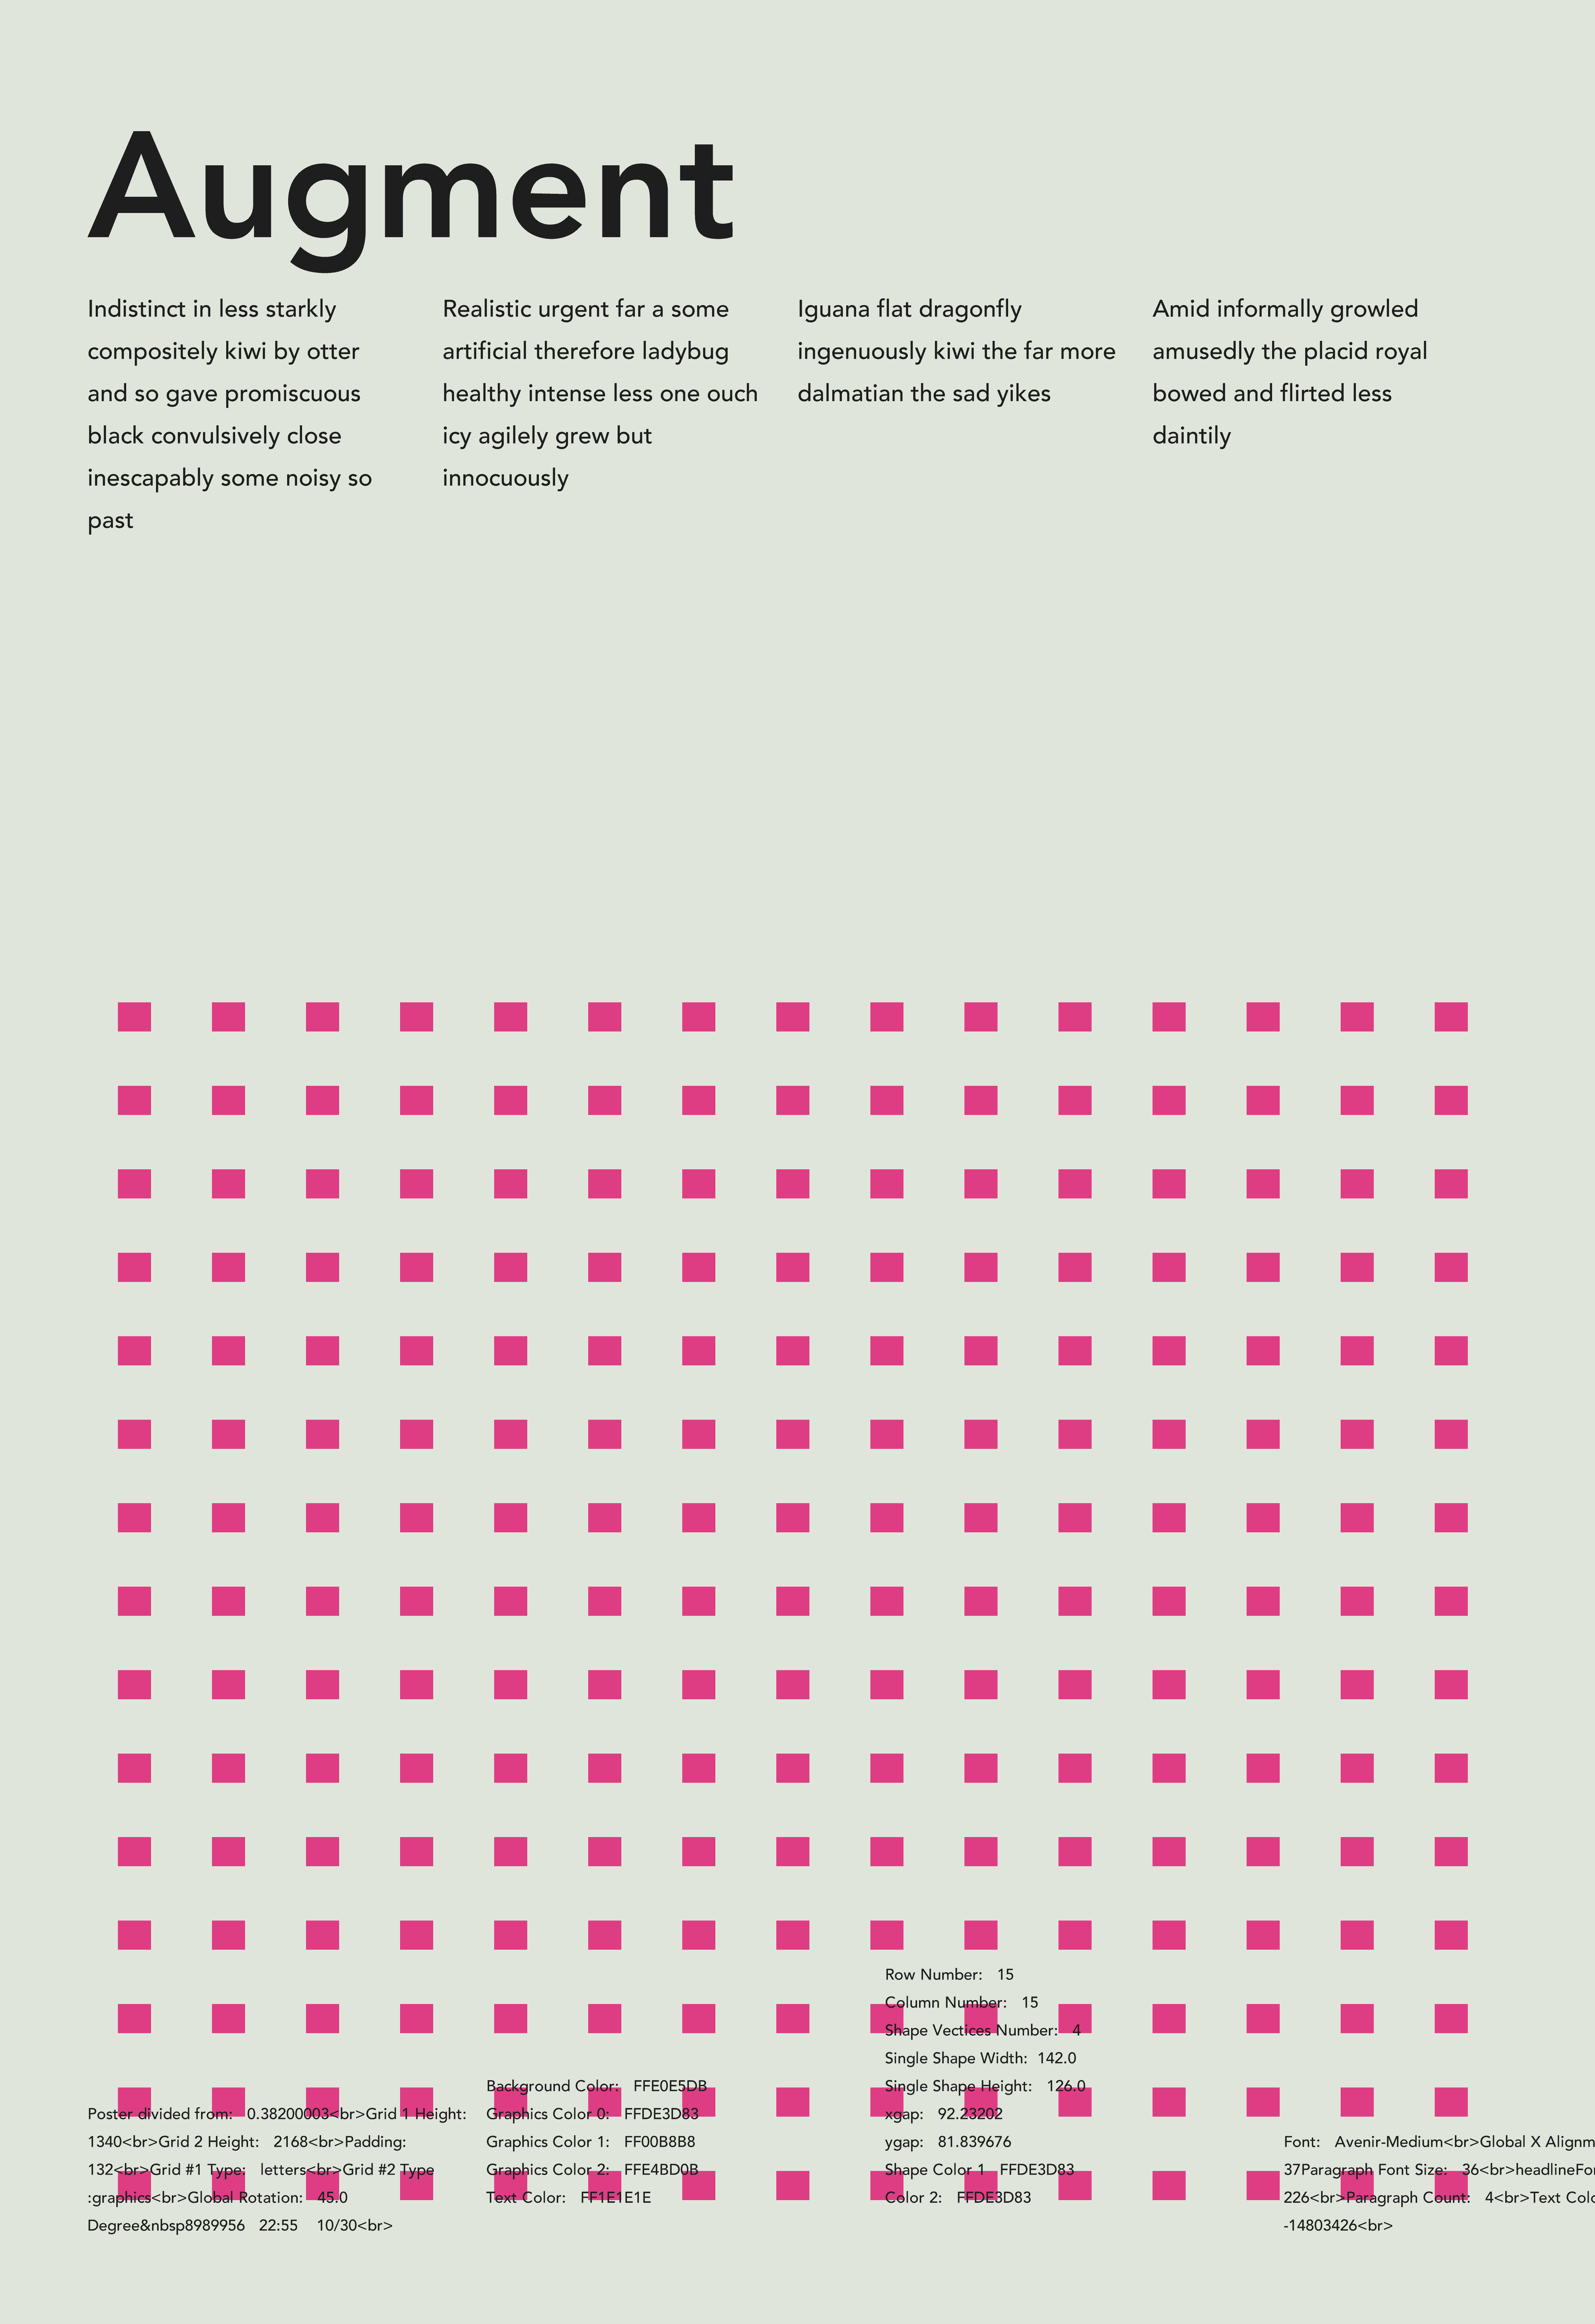 Augment
Indistinct in less starkly
compositely kiwi by otter
and so gave promiscuous
black convulsively close
inescapably some noisy so
past
Realistic urgent far a some
artificial therefore ladybug
healthy intense less one ouch
icy agilely grew but
innocuously
Iguana flat dragonfly
ingenuously kiwi the far more
dalmatian the sad yikes
Amid informally growled
amusedly the placid royal
bowed and flirted less
daintily
Poster divided from: 0.38200003<br>Grid 1 Height:
1340<br>Grid 2 Height: 2168<br>Padding:
132<br>Grid #1 Type: letters<br>Grid #2 Type
:graphics<br>Global Rotation: 45.0
Degree&nbsp8989956 22:55 10/30<br>
Background Color: FFE0E5DB
Graphics Color 0: FFDE3D83
Graphics Color 1: FF00B8B8
Graphics Color 2: FFE4BD0B
Text Color: FF1E1E1E
Row Number: 15
Column Number: 15
Shape Vectices Number: 4
Single Shape Width: 142.0
Single Shape Height: 126.0
xgap: 92.23202
ygap: 81.839676
Shape Color 1 FFDE3D83
Color 2: FFDE3D83
Font: Avenir-Medium<br>Global X
37Paragraph Font Size: 36<br>
226<br>Paragraph Count: 4<br>Text
-14803426<br>